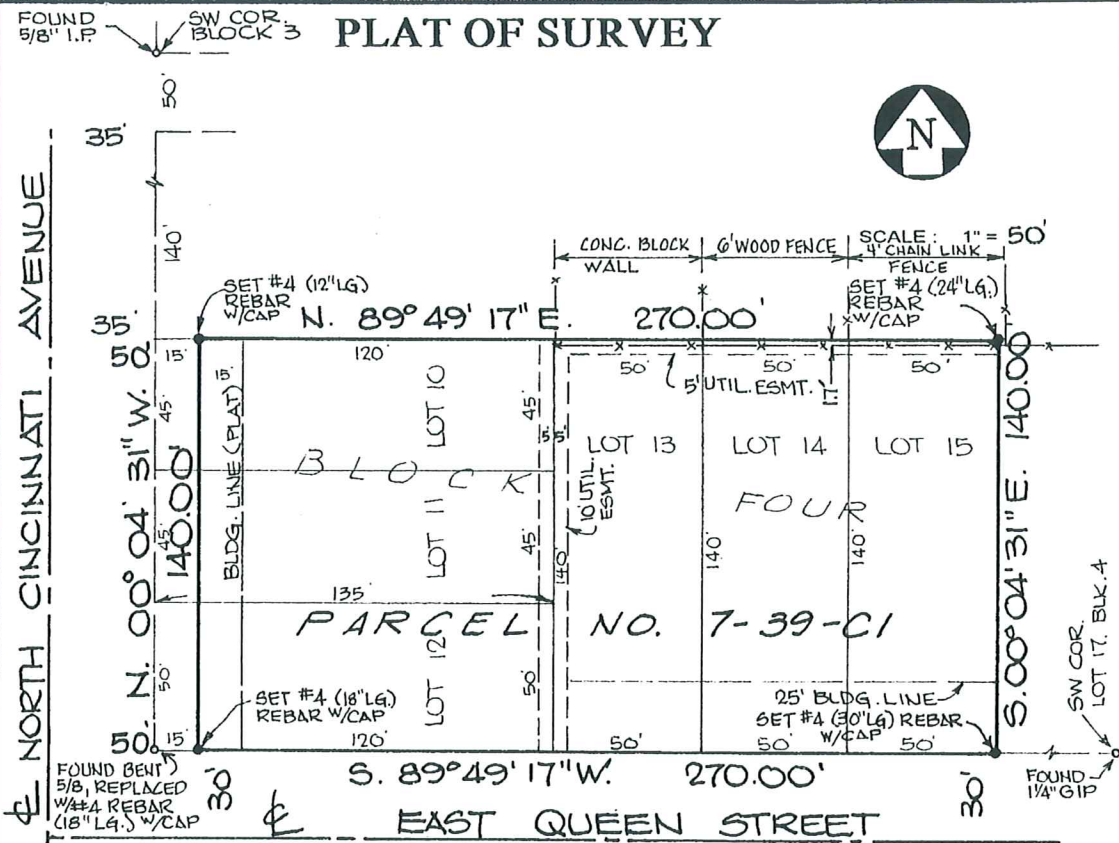 PLAT OF SURVEY
FOUND
5/8" I.P.
SW COR.
BLOCK 3
50'
35'
140'
N
SCALE: 1" = 50'
CONC. BLOCK
WALL
6' WOOD FENCE
4' CHAIN LINK
FENCE
SET #4 (12"LG)
REBAR
W/CAP
SET #4 (24"LG.)
REBAR
W/CAP
N. 89° 49' 17" E. 270.00'
35'
50'
15'
120'
50'
50'
50'
5' UTIL. ESMT.
1.7'
NORTH CINCINNATI AVENUE
N. 00° 04' 31" W.
140.00'
45'
45'
50'
15'
BLDG. LINE (PLAT)
LOT 10
45'
5'
5'
LOT 13
LOT 14
LOT 15
BLOCK
FOUR
10' UTIL.
ESMT.
LOT 11
45'
140'
140'
140'
S. 00° 04' 31" E. 140.00
135'
PARCEL NO. 7-39-C1
LOT 12
50'
SET #4 (18"LG.)
REBAR W/CAP
25' BLDG. LINE
SET #4 (30"LG) REBAR
W/CAP
SW COR.
LOT 17. BLK. 4
50'
15'
120'
50'
50'
50'
FOUND BENT
5/8, REPLACED
W/#4 REBAR
(18" LG.) W/CAP
30'
S. 89° 49' 17" W. 270.00'
30'
FOUND
1¼" GIP
EAST QUEEN STREET